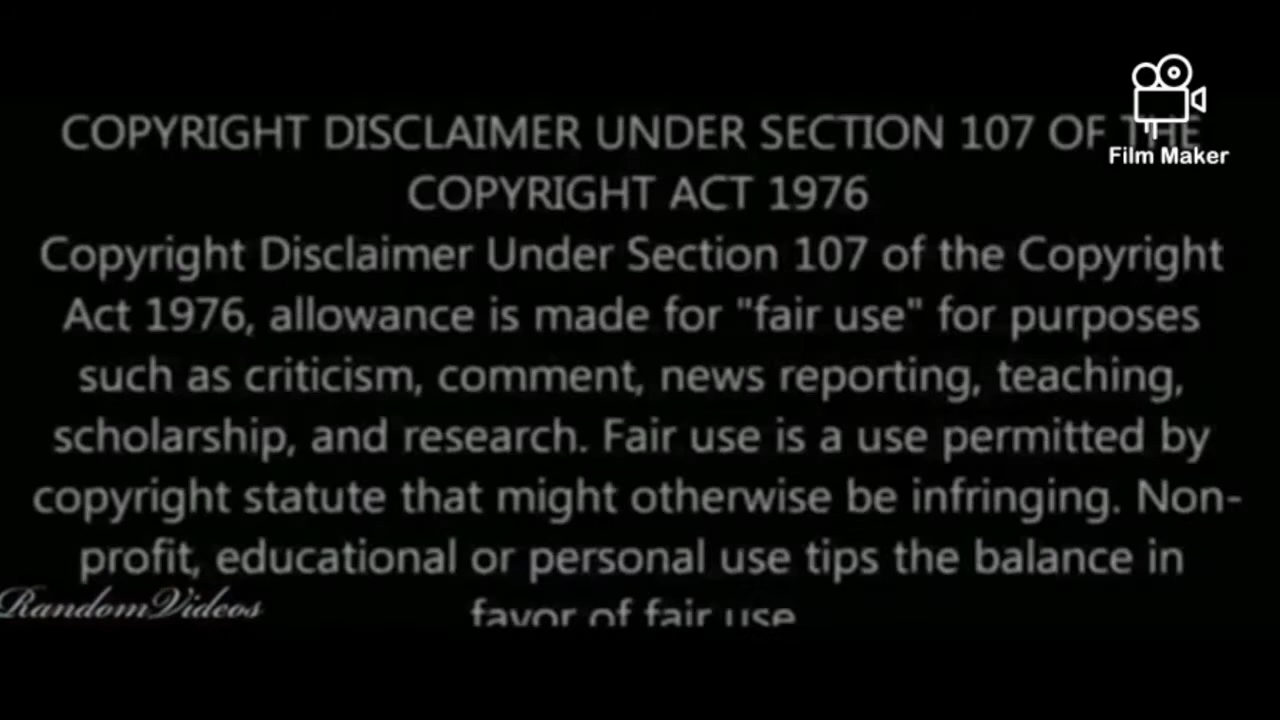 COPYRIGHT DISCLAIMER UNDER SECTION 107 OF THE
COPYRIGHT ACT 1976
Copyright Disclaimer Under Section 107 of the Copyright
Act 1976, allowance is made for "fair use" for purposes
such as criticism, comment, news reporting, teaching,
scholarship, and research. Fair use is a use permitted by
copyright statute that might otherwise be infringing. Non-
profit, educational or personal use tips the balance in
favor of fair use
Film Maker
RandomVideos